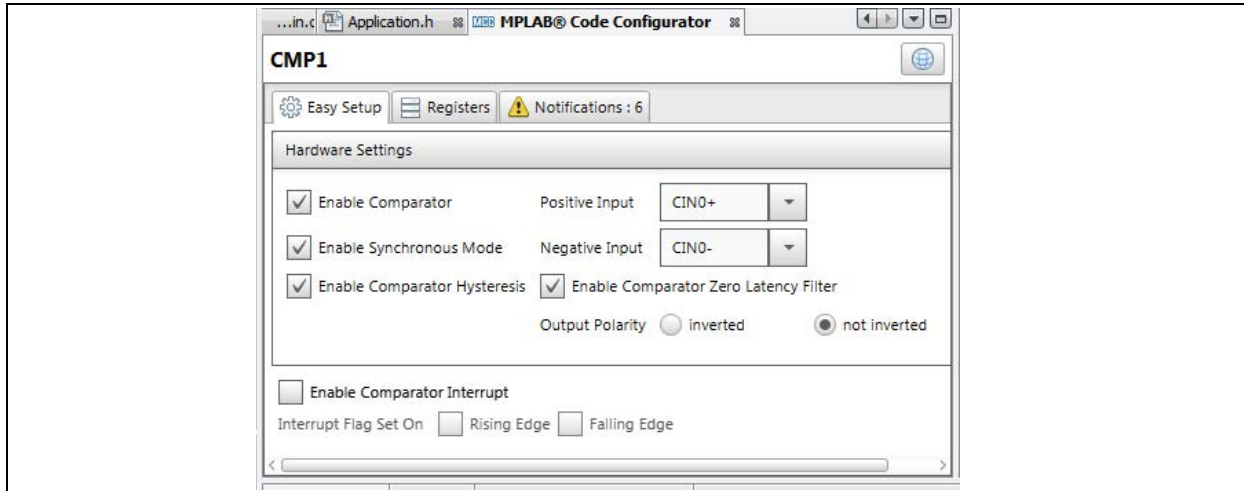 ...in.c Application.h MPLAB® Code Configurator
CMP1
Easy Setup Registers Notifications : 6
Hardware Settings
Enable Comparator Positive Input CIN0+
Enable Synchronous Mode Negative Input CIN0-
Enable Comparator Hysteresis Enable Comparator Zero Latency Filter
Output Polarity inverted not inverted
Enable Comparator Interrupt
Interrupt Flag Set On Rising Edge Falling Edge